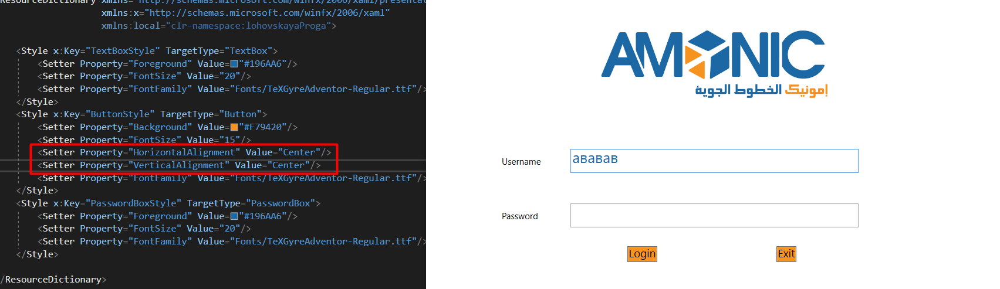 ResourceDictionary xmlns="http://schemas.microsoft.com/winfx/2006/xaml/presentat
xmlns:x="http://schemas.microsoft.com/winfx/2006/xaml"
xmlns:local="clr-namespace:lohovskayaProga">
<Style x:Key="TextBoxStyle" TargetType="TextBox">
<Setter Property="Foreground" Value="#196AA6"/>
<Setter Property="FontSize" Value="20"/>
<Setter Property="FontFamily" Value="Fonts/TeXGyreAdventor-Regular.ttf"/>
</Style>
<Style x:Key="ButtonStyle" TargetType="Button">
<Setter Property="Background" Value="#F79420"/>
<Setter Property="FontSize" Value="15"/>
<Setter Property="HorizontalAlignment" Value="Center"/>
<Setter Property="VerticalAlignment" Value="Center"/>
<Setter Property="FontFamily" Value="Fonts/TeXGyreAdventor-Regular.ttf"/>
</Style>
<Style x:Key="PasswordBoxStyle" TargetType="PasswordBox">
<Setter Property="Foreground" Value="#196AA6"/>
<Setter Property="FontSize" Value="20"/>
<Setter Property="FontFamily" Value="Fonts/TeXGyreAdventor-Regular.ttf"/>
</Style>
/ResourceDictionary>
AMONIC
إمونيك الخطوط الجوية
Username
авававв
Password
Login
Exit